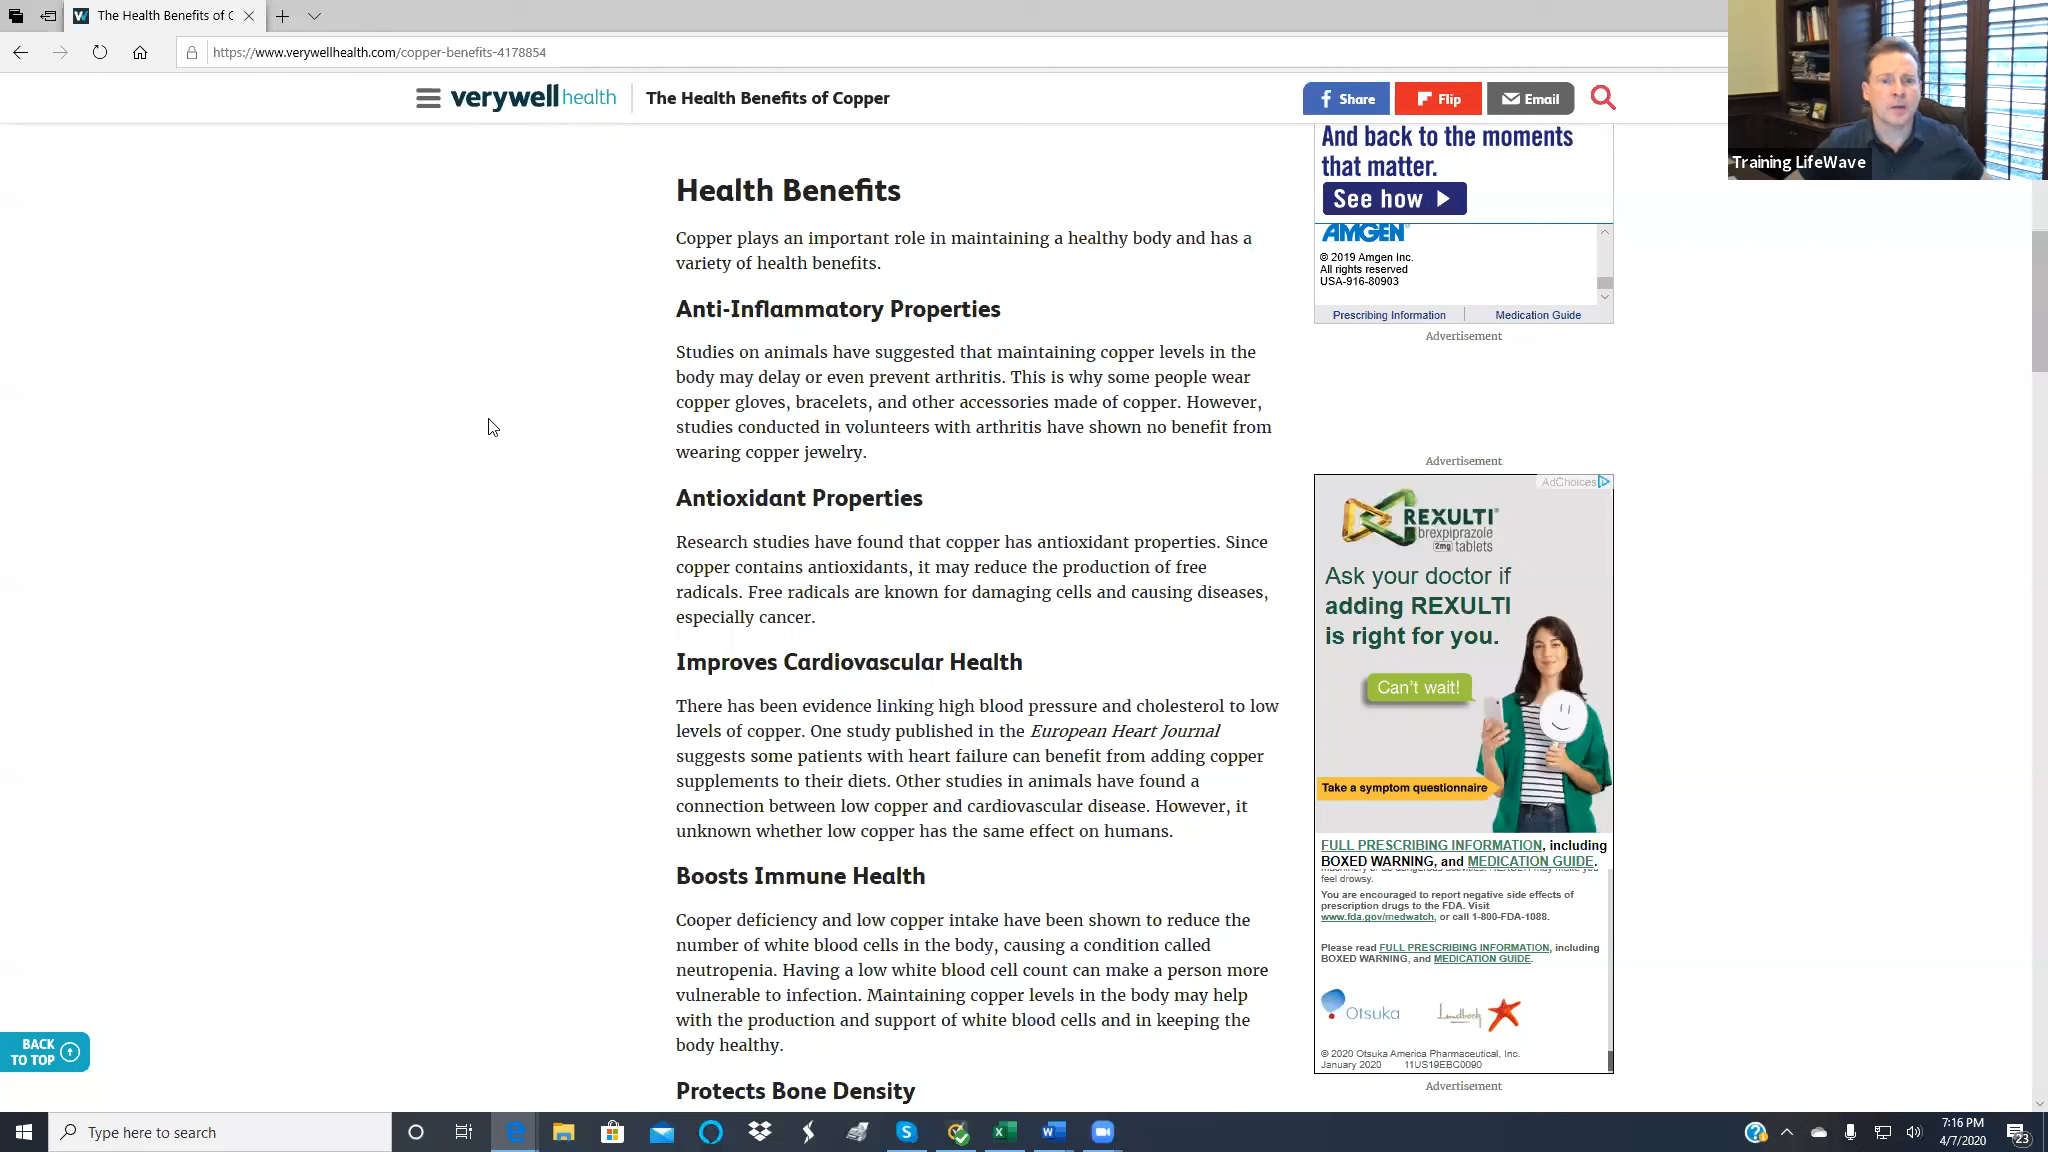 The Health Benefits of C
https://www.verywellhealth.com/copper-benefits-4178854
verywell health
The Health Benefits of Copper
Share
Flip
Email
Training LifeWave
And back to the moments
that matter.
See how
AMGEN
© 2019 Amgen Inc.
All rights reserved
USA-916-80903
Prescribing Information
Medication Guide
Advertisement
Health Benefits
Copper plays an important role in maintaining a healthy body and has a
variety of health benefits.
Anti-Inflammatory Properties
Studies on animals have suggested that maintaining copper levels in the
body may delay or even prevent arthritis. This is why some people wear
copper gloves, bracelets, and other accessories made of copper. However,
studies conducted in volunteers with arthritis have shown no benefit from
wearing copper jewelry.
Antioxidant Properties
Research studies have found that copper has antioxidant properties. Since
copper contains antioxidants, it may reduce the production of free
radicals. Free radicals are known for damaging cells and causing diseases,
especially cancer.
Improves Cardiovascular Health
There has been evidence linking high blood pressure and cholesterol to low
levels of copper. One study published in the European Heart Journal
suggests some patients with heart failure can benefit from adding copper
supplements to their diets. Other studies in animals have found a
connection between low copper and cardiovascular disease. However, it
unknown whether low copper has the same effect on humans.
Boosts Immune Health
Cooper deficiency and low copper intake have been shown to reduce the
number of white blood cells in the body, causing a condition called
neutropenia. Having a low white blood cell count can make a person more
vulnerable to infection. Maintaining copper levels in the body may help
with the production and support of white blood cells and in keeping the
body healthy.
Protects Bone Density
Advertisement
AdChoices
REXULTI®
brexpiprazole
2mg tablets
Ask your doctor if
adding REXULTI
is right for you.
Can't wait!
Take a symptom questionnaire
FULL PRESCRIBING INFORMATION, including
BOXED WARNING, and MEDICATION GUIDE.
feel drowsy.
You are encouraged to report negative side effects of
prescription drugs to the FDA. Visit
www.fda.gov/medwatch, or call 1-800-FDA-1088.
Please read FULL PRESCRIBING INFORMATION, including
BOXED WARNING, and MEDICATION GUIDE.
Otsuka
Lundbeck
© 2020 Otsuka America Pharmaceutical, Inc.
January 2020 11US19EBC0090
Advertisement
BACK
TO TOP
Type here to search
7:16 PM
4/7/2020
23